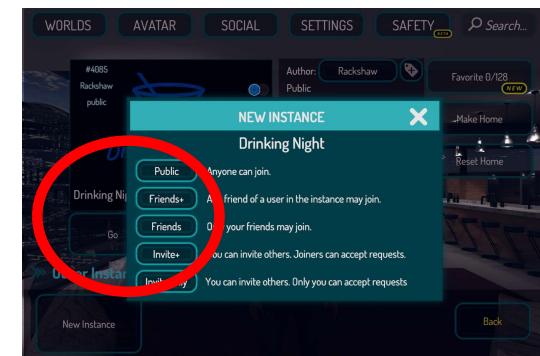 WORLDS AVATAR SOCIAL SETTINGS SAFETY BETA Search...
#4085
Rackshaw
public
Author: Rackshaw
Public
Favorite 0/128
NEW
Make Home
Reset Home
NEW INSTANCE
Drinking Night
Public Anyone can join.
Friends+ friend of a user in the instance may join.
Friends your friends may join.
Invite+ You can invite others. Joiners can accept requests.
You can invite others. Only you can accept requests
Drinking
Go
Instan
New Instance
Back